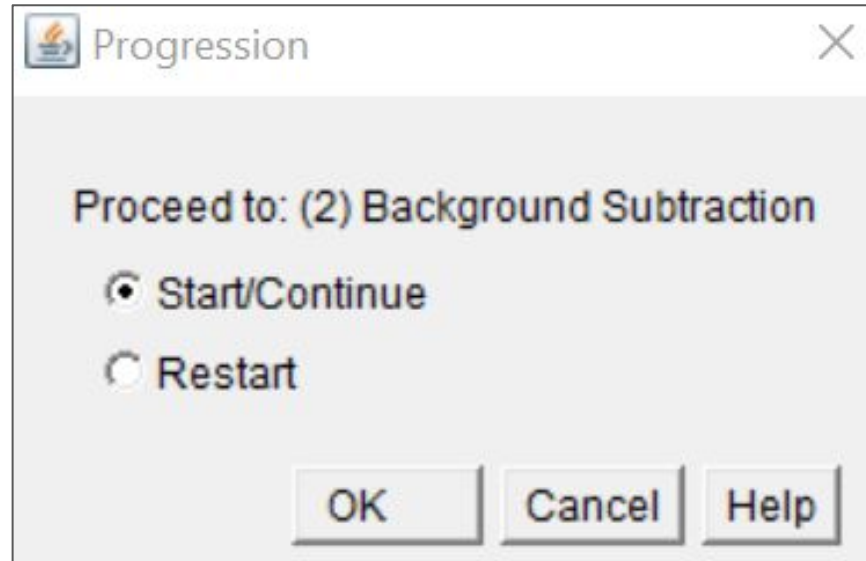 Progression
Proceed to: (2) Background Subtraction
Start/Continue
Restart
OK Cancel Help